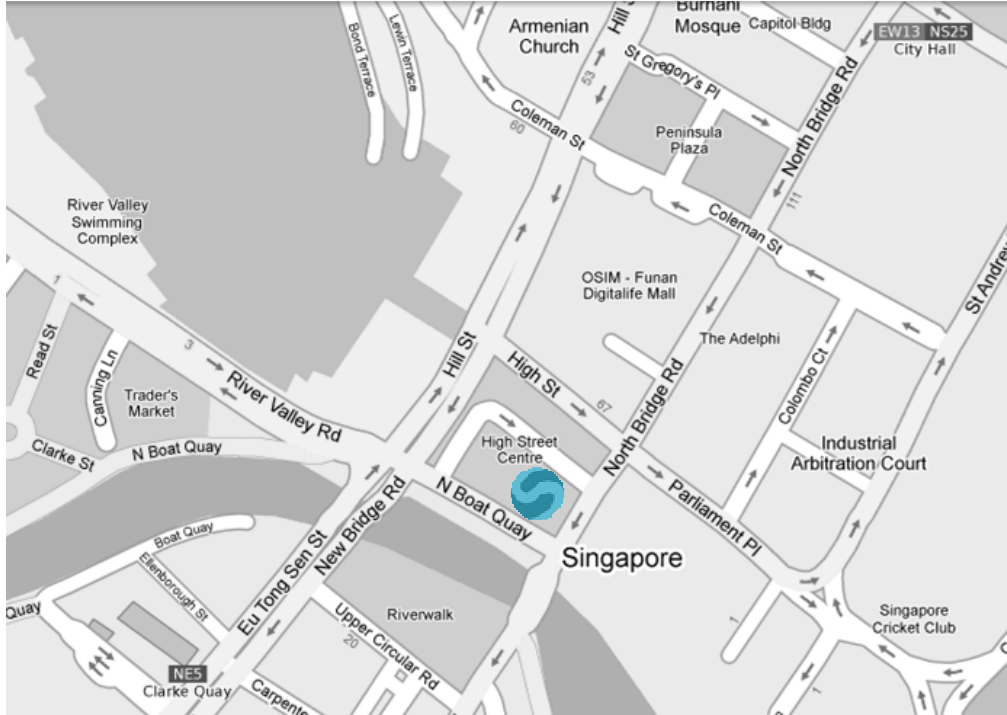 Armenian
Church
Hill St
Burhani
Mosque
Capitol Bldg
EW13 NS25
City Hall
Bond Terrace
Lewin Terrace
St Gregory's Pl
53
Coleman St
60
Peninsula
Plaza
North Bridge Rd
111
Coleman St
River Valley
Swimming
Complex
OSIM - Funan
Digitalife Mall
St Andrew
The Adelphi
1
Read St
3
Canning Ln
Trader's
Market
River Valley Rd
Hill St
High St
67
North Bridge Rd
Colombo Ct
Clarke St
N Boat Quay
High Street
Centre
Industrial
Arbitration Court
N Boat Quay
Parliament Pl
Boat Quay
Ellenborough St
Eu Tong Sen St
New Bridge Rd
Singapore
Quay
Upper Circular Rd
20
Riverwalk
1
Singapore
Cricket Club
NE5
Clarke Quay
Carpente
1